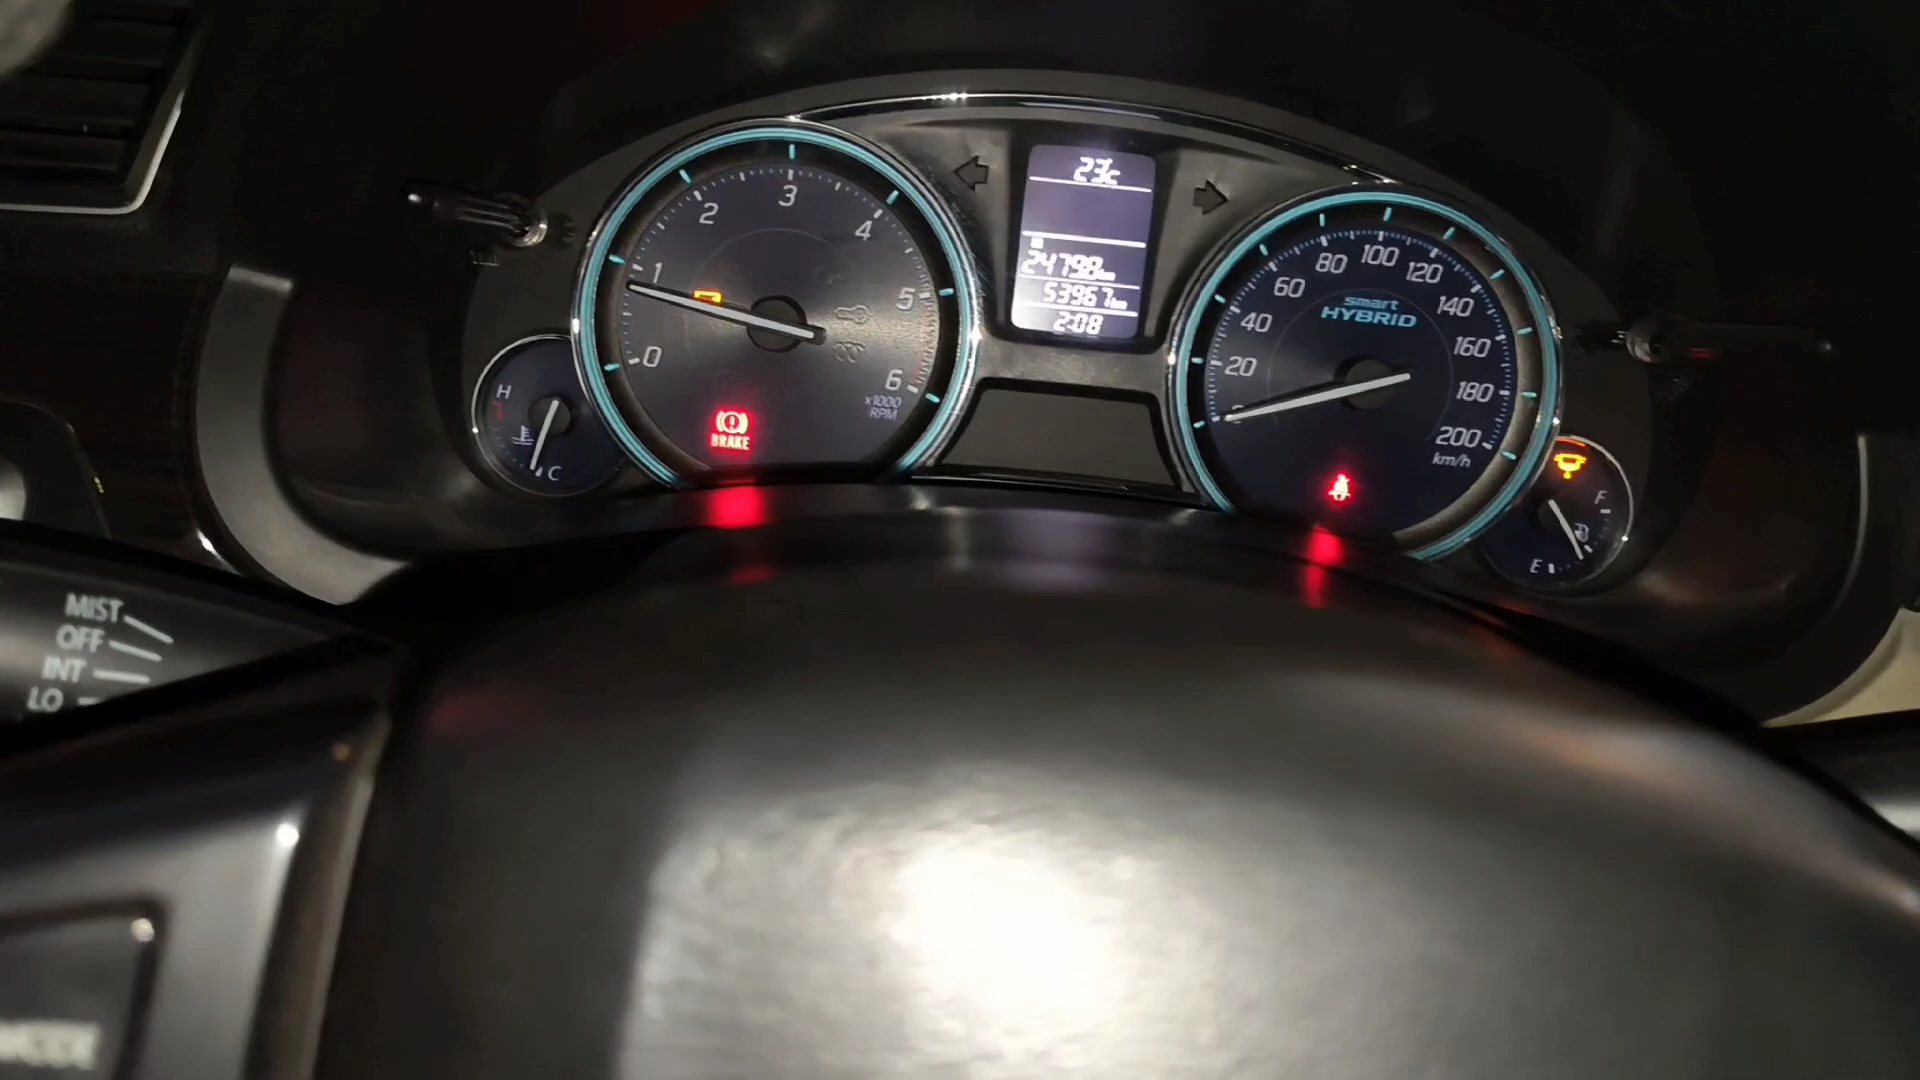 23°c
24798km
53967km
2:08
0
1
2
3
4
5
6
x1000
RPM
BRAKE
H
C
0
20
40
60
80
100
120
140
160
180
200
km/h
smart
HYBRID
F
E
MIST
OFF
INT
LO